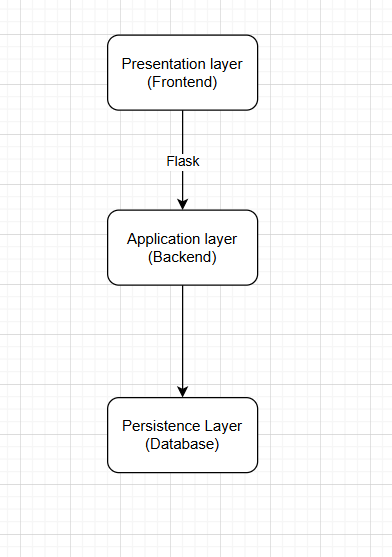 Presentation layer
(Frontend)
Flask
Application layer
(Backend)
Persistence Layer
(Database)